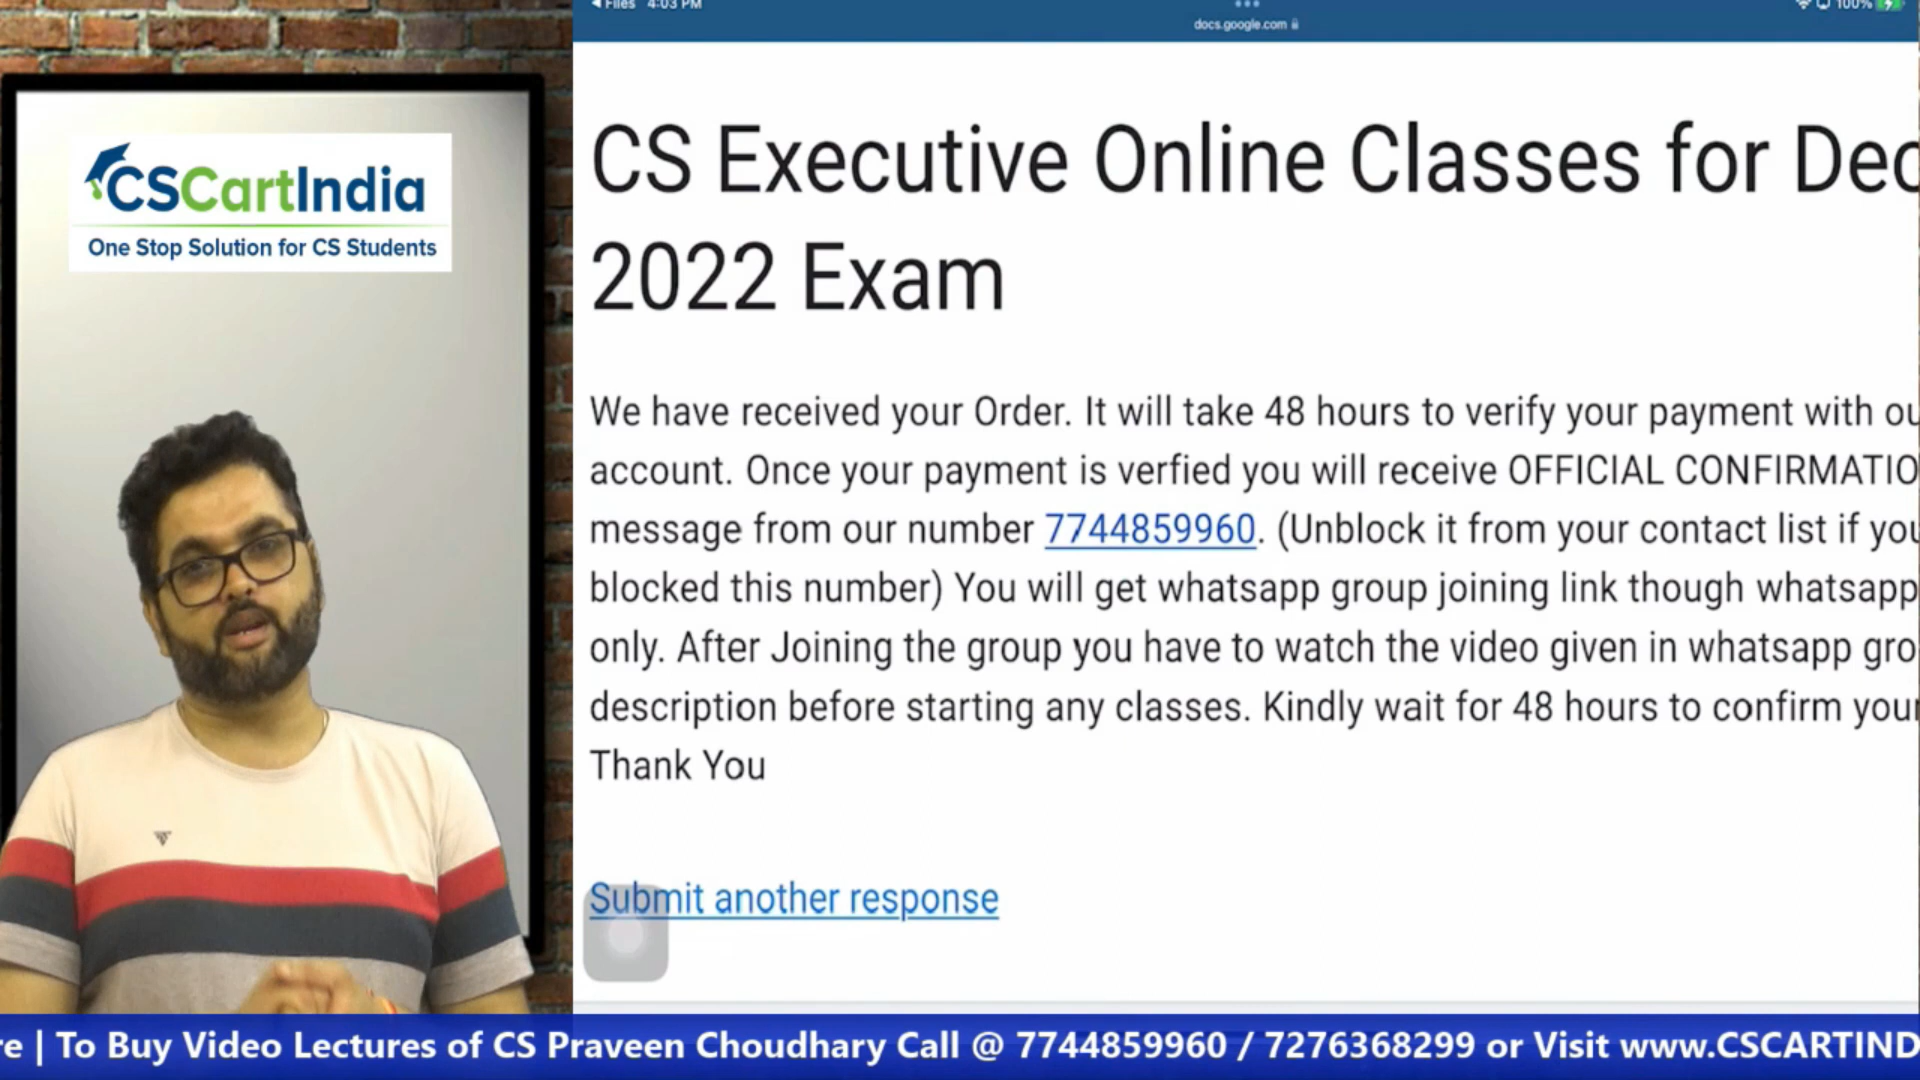 Files 4:03 PM
docs.google.com
100%
CSCartIndia
One Stop Solution for CS Students
CS Executive Online Classes for Dec
2022 Exam
We have received your Order. It will take 48 hours to verify your payment with ou
account. Once your payment is verfied you will receive OFFICIAL CONFIRMATIO
message from our number 7744859960. (Unblock it from your contact list if you
blocked this number) You will get whatsapp group joining link though whatsapp
only. After Joining the group you have to watch the video given in whatsapp gro
description before starting any classes. Kindly wait for 48 hours to confirm your
Thank You
Submit another response
re | To Buy Video Lectures of CS Praveen Choudhary Call @ 7744859960 / 7276368299 or Visit www.CSCARTIND